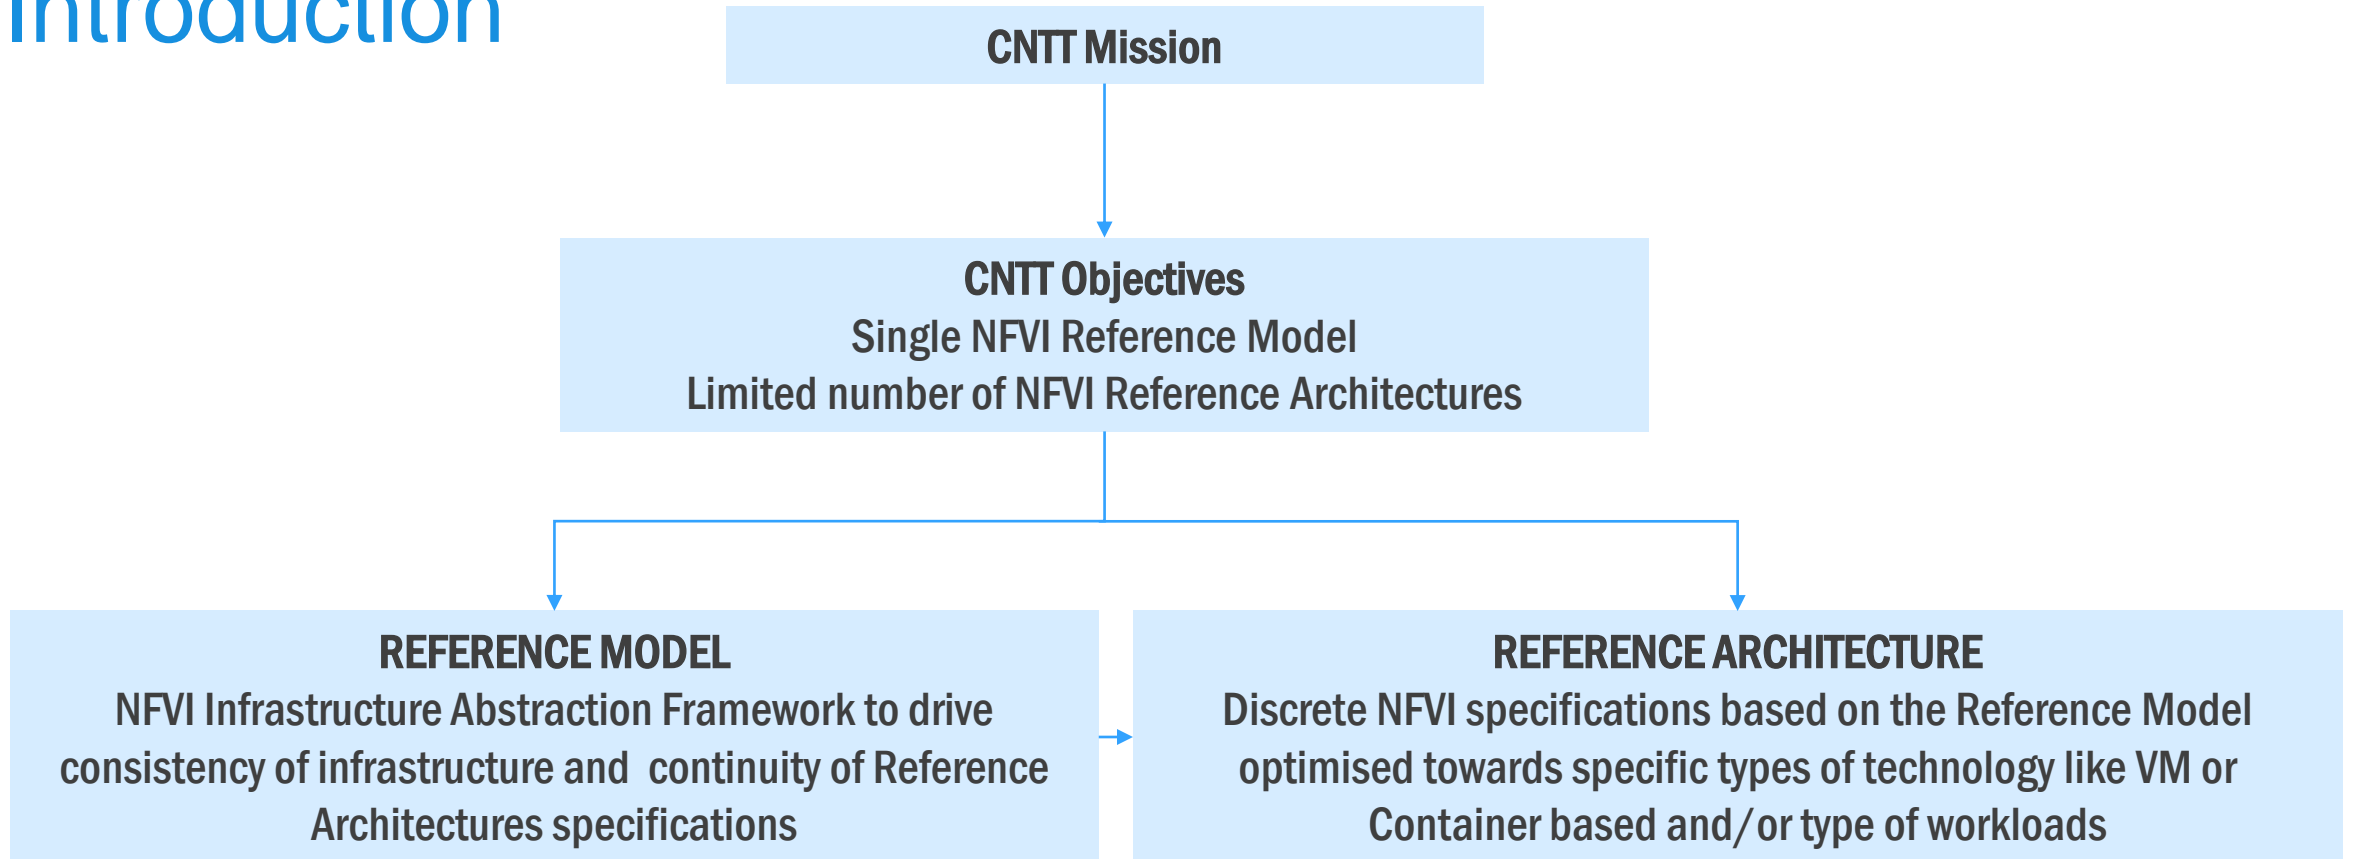 Introduction
CNTT Mission
CNTT Objectives
Single NFVI Reference Model
Limited number of NFVI Reference Architectures
REFERENCE MODEL
NFVI Infrastructure Abstraction Framework to drive
consistency of infrastructure and  continuity of Reference
Architectures specifications
REFERENCE ARCHITECTURE
Discrete NFVI specifications based on the Reference Model
optimised towards specific types of technology like VM or
Container based and/or type of workloads